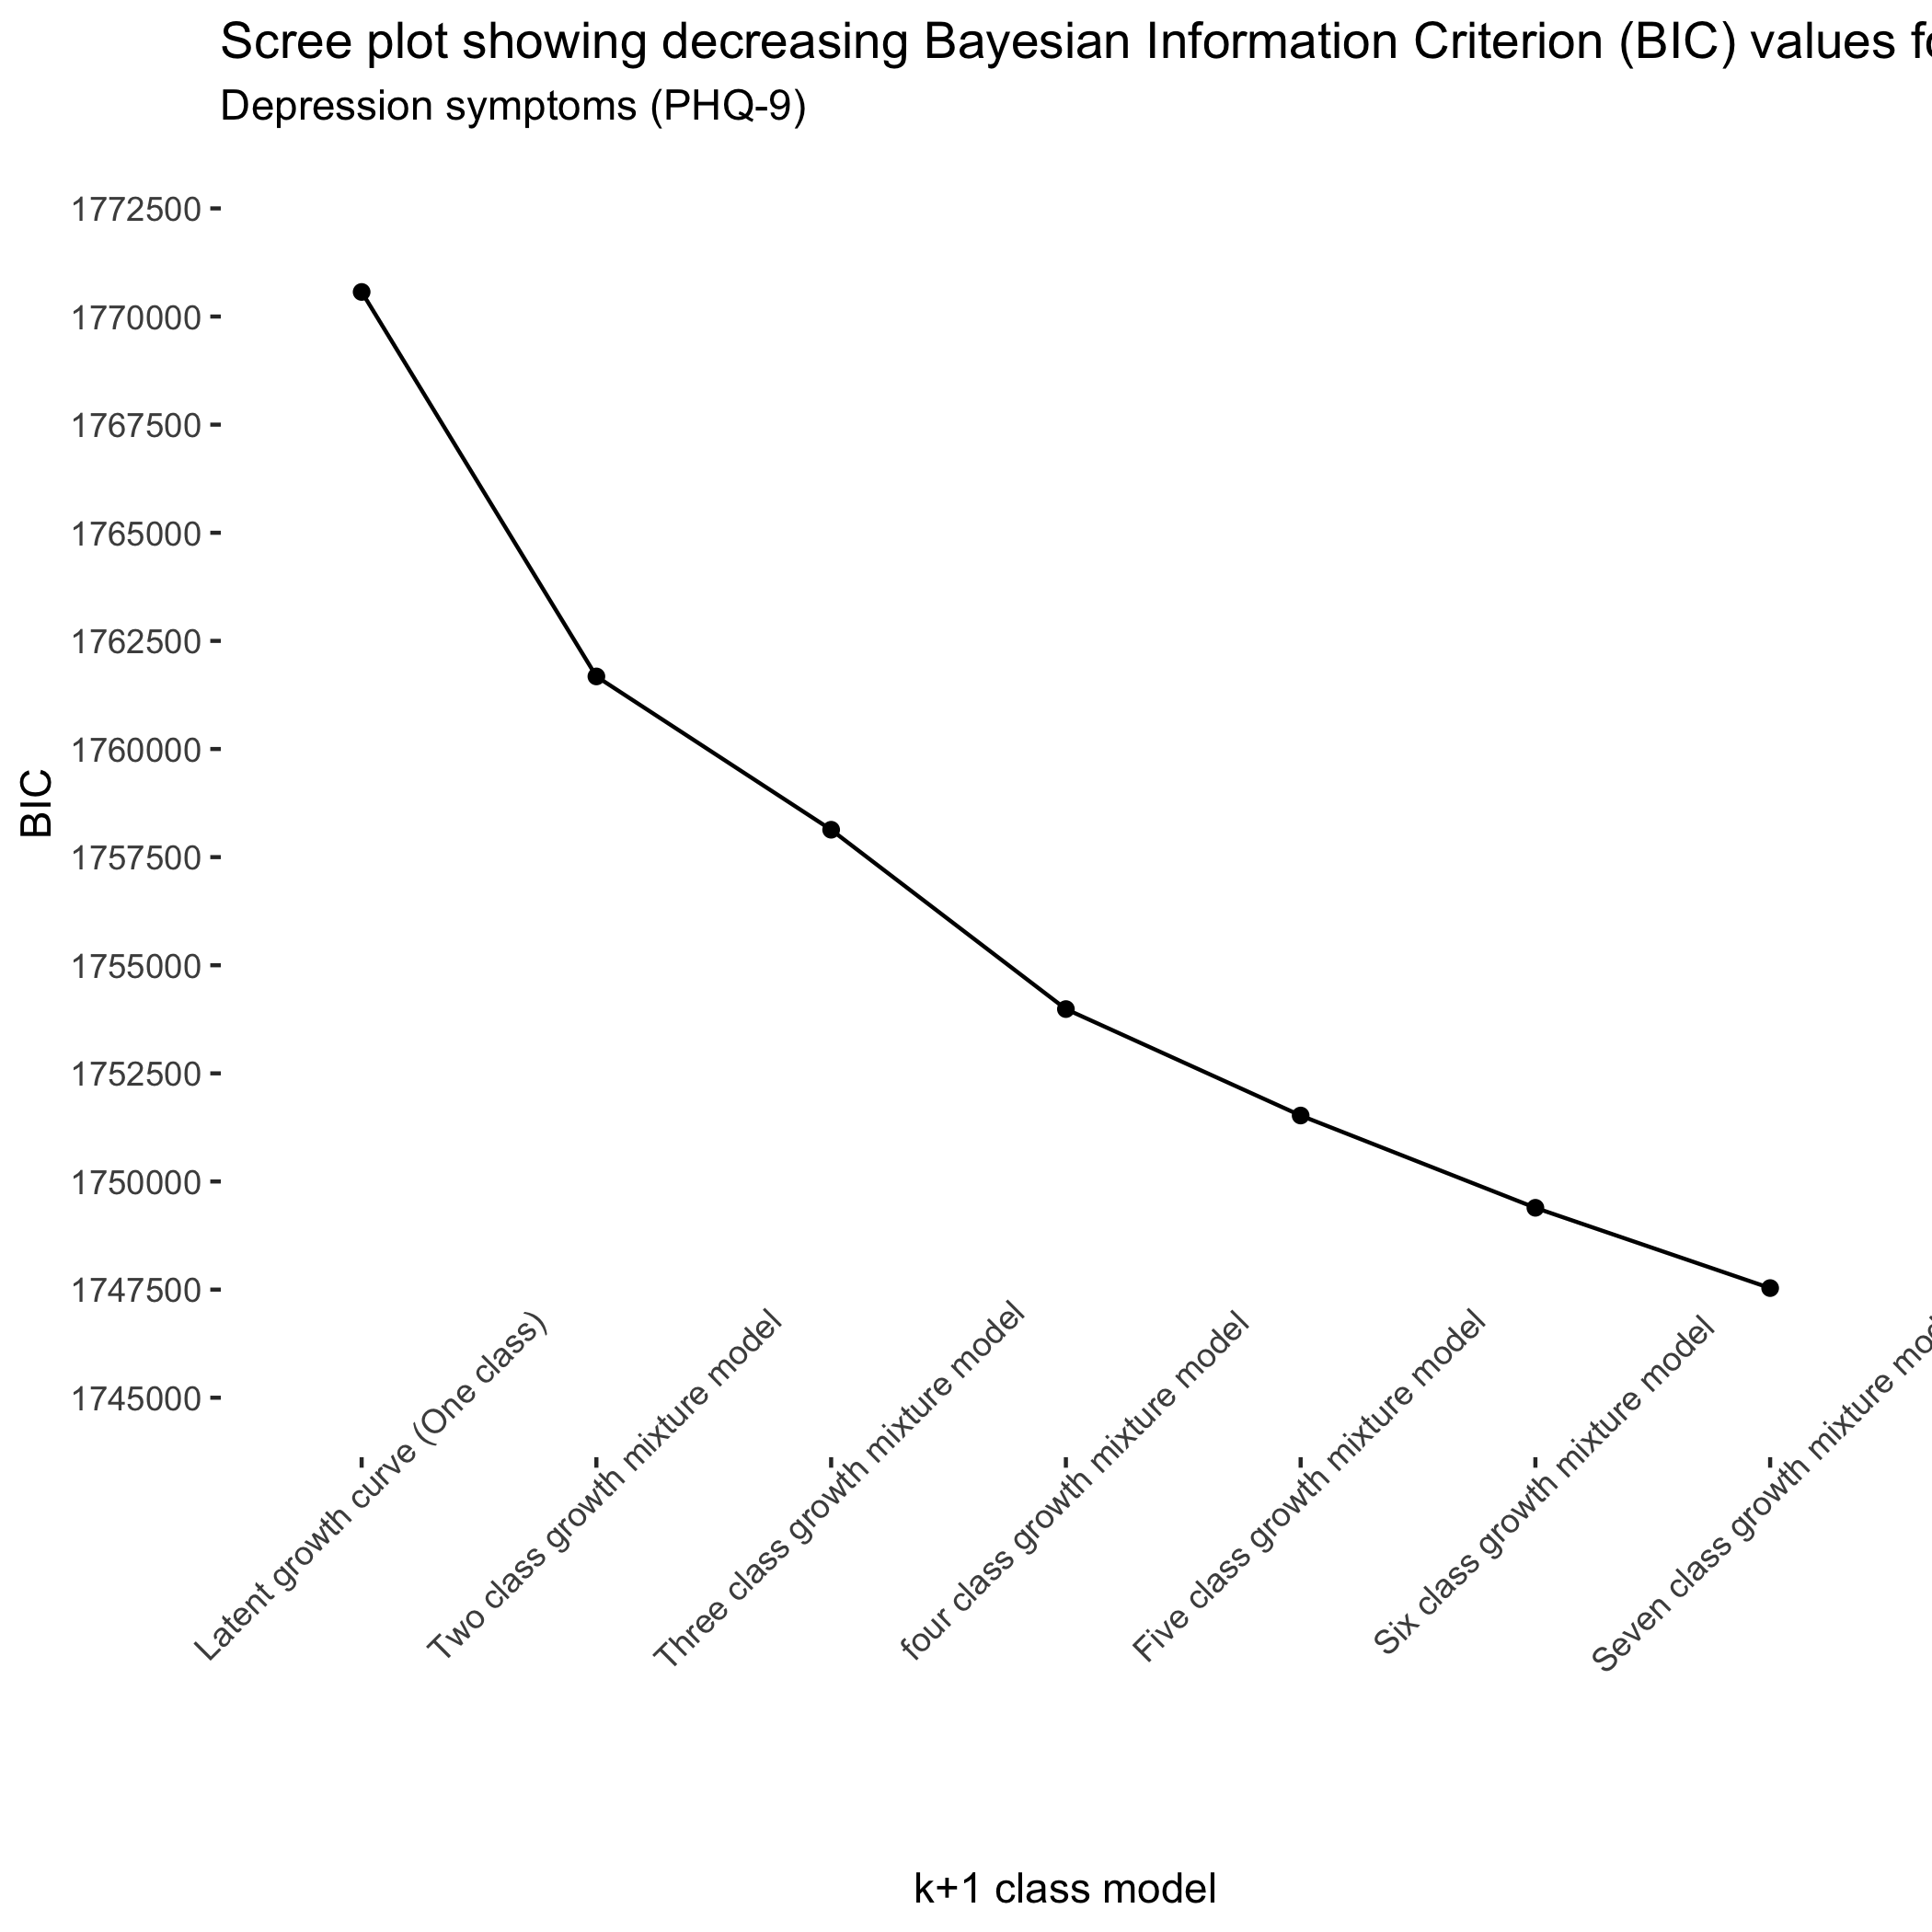 Scree plot showing decreasing Bayesian Information Criterion (BIC) values
Depression symptoms (PHQ-9)
1772500
1770000
1767500
1765000
1762500
1760000
1757500
1755000
1752500
1750000
1747500
1745000
BIC
Latent growth curve (One class)
Two class growth mixture model
Three class growth mixture model
four class growth mixture model
Five class growth mixture model
Six class growth mixture model
Seven class growth mixture
k+1 class model